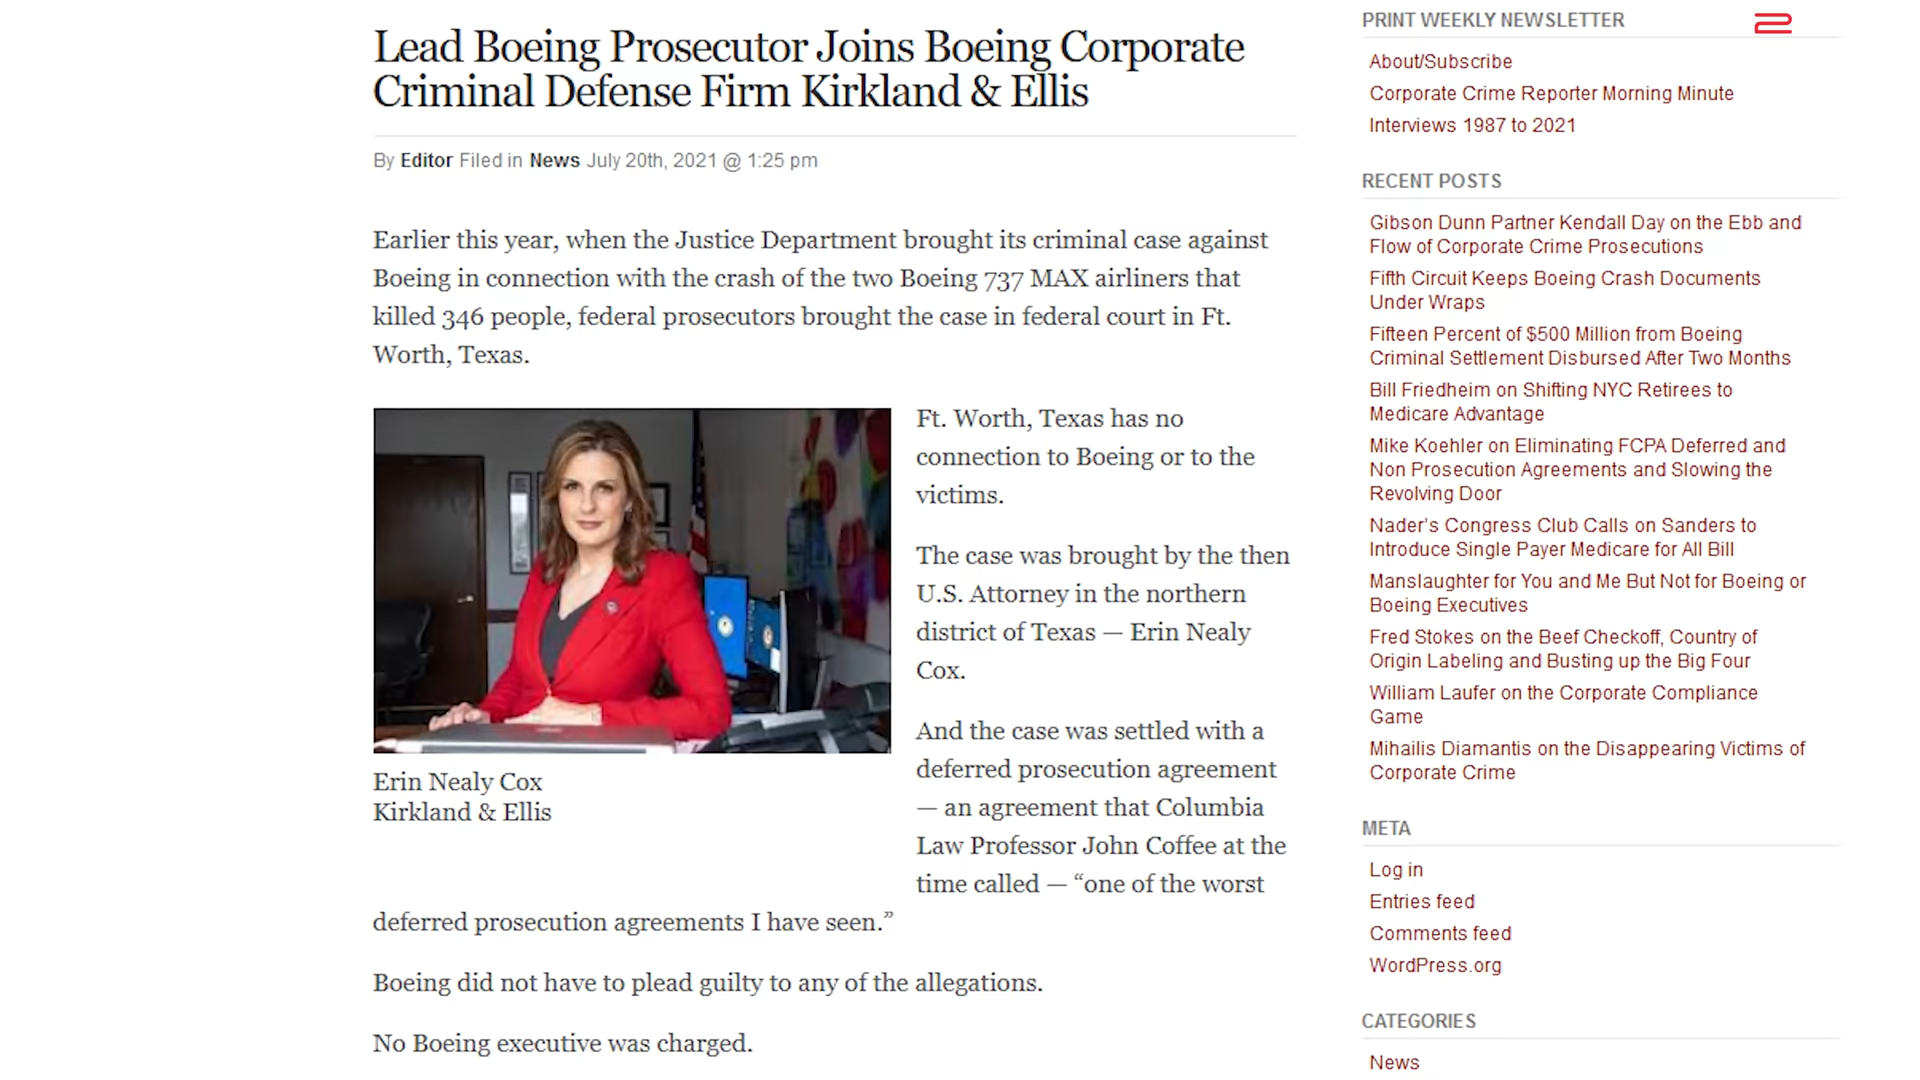 Lead Boeing Prosecutor Joins Boeing Corporate
Criminal Defense Firm Kirkland & Ellis
By Editor Filed in News July 20th, 2021 @ 1:25 pm
Earlier this year, when the Justice Department brought its criminal case against
Boeing in connection with the crash of the two Boeing 737 MAX airliners that
killed 346 people, federal prosecutors brought the case in federal court in Ft.
Worth, Texas.
Ft. Worth, Texas has no
connection to Boeing or to the
victims.
The case was brought by the then
U.S. Attorney in the northern
district of Texas — Erin Nealy
Cox.
And the case was settled with a
deferred prosecution agreement
— an agreement that Columbia
Law Professor John Coffee at the
time called — “one of the worst
deferred prosecution agreements I have seen.”
Erin Nealy Cox
Kirkland & Ellis
Boeing did not have to plead guilty to any of the allegations.
No Boeing executive was charged.
PRINT WEEKLY NEWSLETTER
About/Subscribe
Corporate Crime Reporter Morning Minute
Interviews 1987 to 2021
RECENT POSTS
Gibson Dunn Partner Kendall Day on the Ebb and
Flow of Corporate Crime Prosecutions
Fifth Circuit Keeps Boeing Crash Documents
Under Wraps
Fifteen Percent of $500 Million from Boeing
Criminal Settlement Disbursed After Two Months
Bill Friedheim on Shifting NYC Retirees to
Medicare Advantage
Mike Koehler on Eliminating FCPA Deferred and
Non Prosecution Agreements and Slowing the
Revolving Door
Nader’s Congress Club Calls on Sanders to
Introduce Single Payer Medicare for All Bill
Manslaughter for You and Me But Not for Boeing or
Boeing Executives
Fred Stokes on the Beef Checkoff, Country of
Origin Labeling and Busting up the Big Four
William Laufer on the Corporate Compliance
Game
Mihailis Diamantis on the Disappearing Victims of
Corporate Crime
META
Log in
Entries feed
Comments feed
WordPress.org
CATEGORIES
News